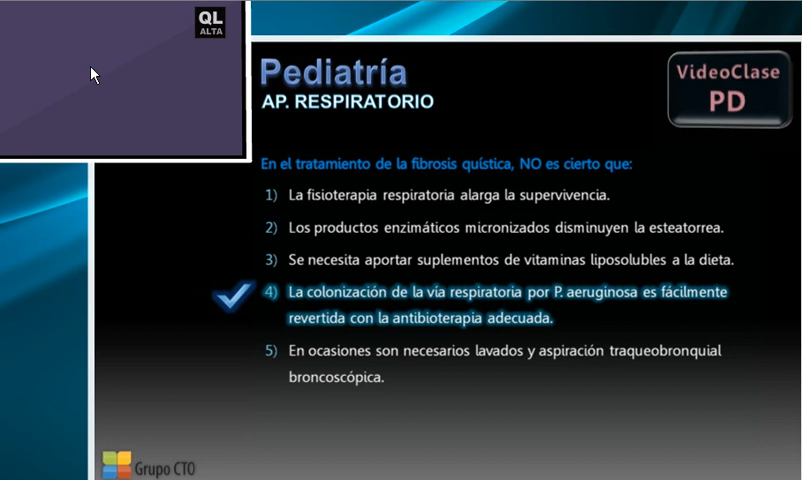 QL
ALTA
Pediatría
AP. RESPIRATORIO
VideoClase
PD
En el tratamiento de la fibrosis quística, NO es cierto que:
1) La fisioterapia respiratoria alarga la supervivencia.
2) Los productos enzimáticos micronizados disminuyen la esteatorrea.
3) Se necesita aportar suplementos de vitaminas liposolubles a la dieta.
4) La colonización de la vía respiratoria por P. aeruginosa es fácilmente
revertida con la antibioterapia adecuada.
5) En ocasiones son necesarios lavados y aspiración traqueobronquial
broncoscópica.
Grupo CTO